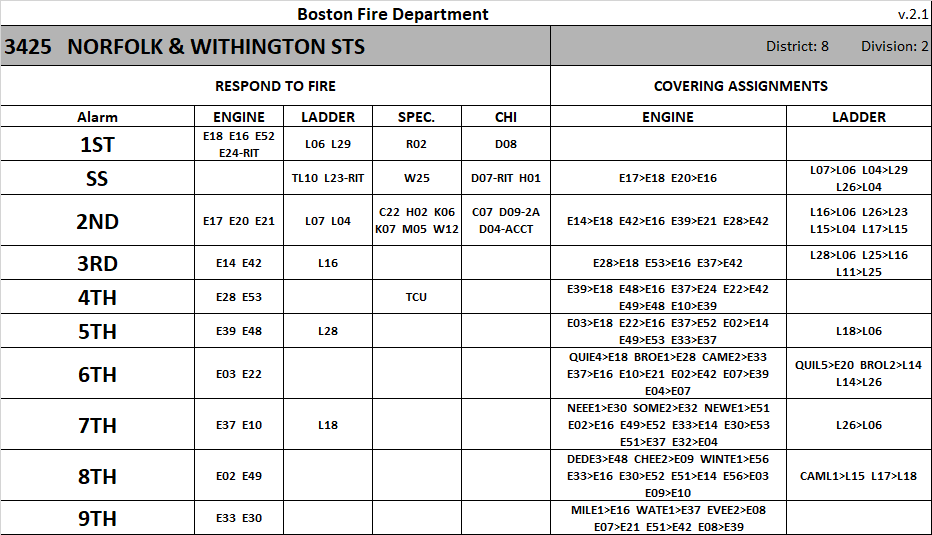 Boston Fire Department v.2.1
3425 NORFOLK & WITHINGTON STS District: 8 Division: 2
RESPOND TO FIRE COVERING ASSIGNMENTS
Alarm ENGINE LADDER SPEC. CHI ENGINE LADDER
1ST
E18 E16 E52
E24-RIT
L06 L29
R02
D08
SS
TL10 L23-RIT
W25
D07-RIT H01
E17>E18 E20>E16
L07>L06 L04>L29
L26>L04
2ND
E17 E20 E21
L07 L04
C22 H02 K06
K07 M05 W12
C07 D09-2A
D04-ACCT
E14>E18 E42>E16 E39>E21 E28>E42
L16>L06 L26>L23
L15>L04 L17>L15
3RD
E14 E42
L16
E28>E18 E53>E16 E37>E42
L28>L06 L25>L16
L11>L25
4TH
E28 E53
TCU
E39>E18 E48>E16 E37>E24 E22>E42
E49>E48 E10>E39
5TH
E39 E48
L28
E03>E18 E22>E16 E37>E52 E02>E14
E49>E53 E33>E37
L18>L06
6TH
E03 E22
QUIE4>E18 BROE1>E28 CAME2>E33
E37>E16 E10>E21 E02>E42 E07>E39
E04>E07
QUIL5>E20 BROL2>L14
L14>L26
7TH
E37 E10
L18
NEEE1>E30 SOME2>E32 NEWE1>E51
E02>E16 E49>E52 E33>E14 E30>E53
E51>E37 E32>E04
L26>L06
8TH
E02 E49
DEDE3>E48 CHEE2>E09 WINTE1>E56
E33>E16 E30>E52 E51>E14 E56>E03
E09>E10
CAML1>L15 L17>L18
9TH
E33 E30
MILE1>E16 WATE1>E37 EVEE2>E08
E07>E21 E51>E42 E08>E39